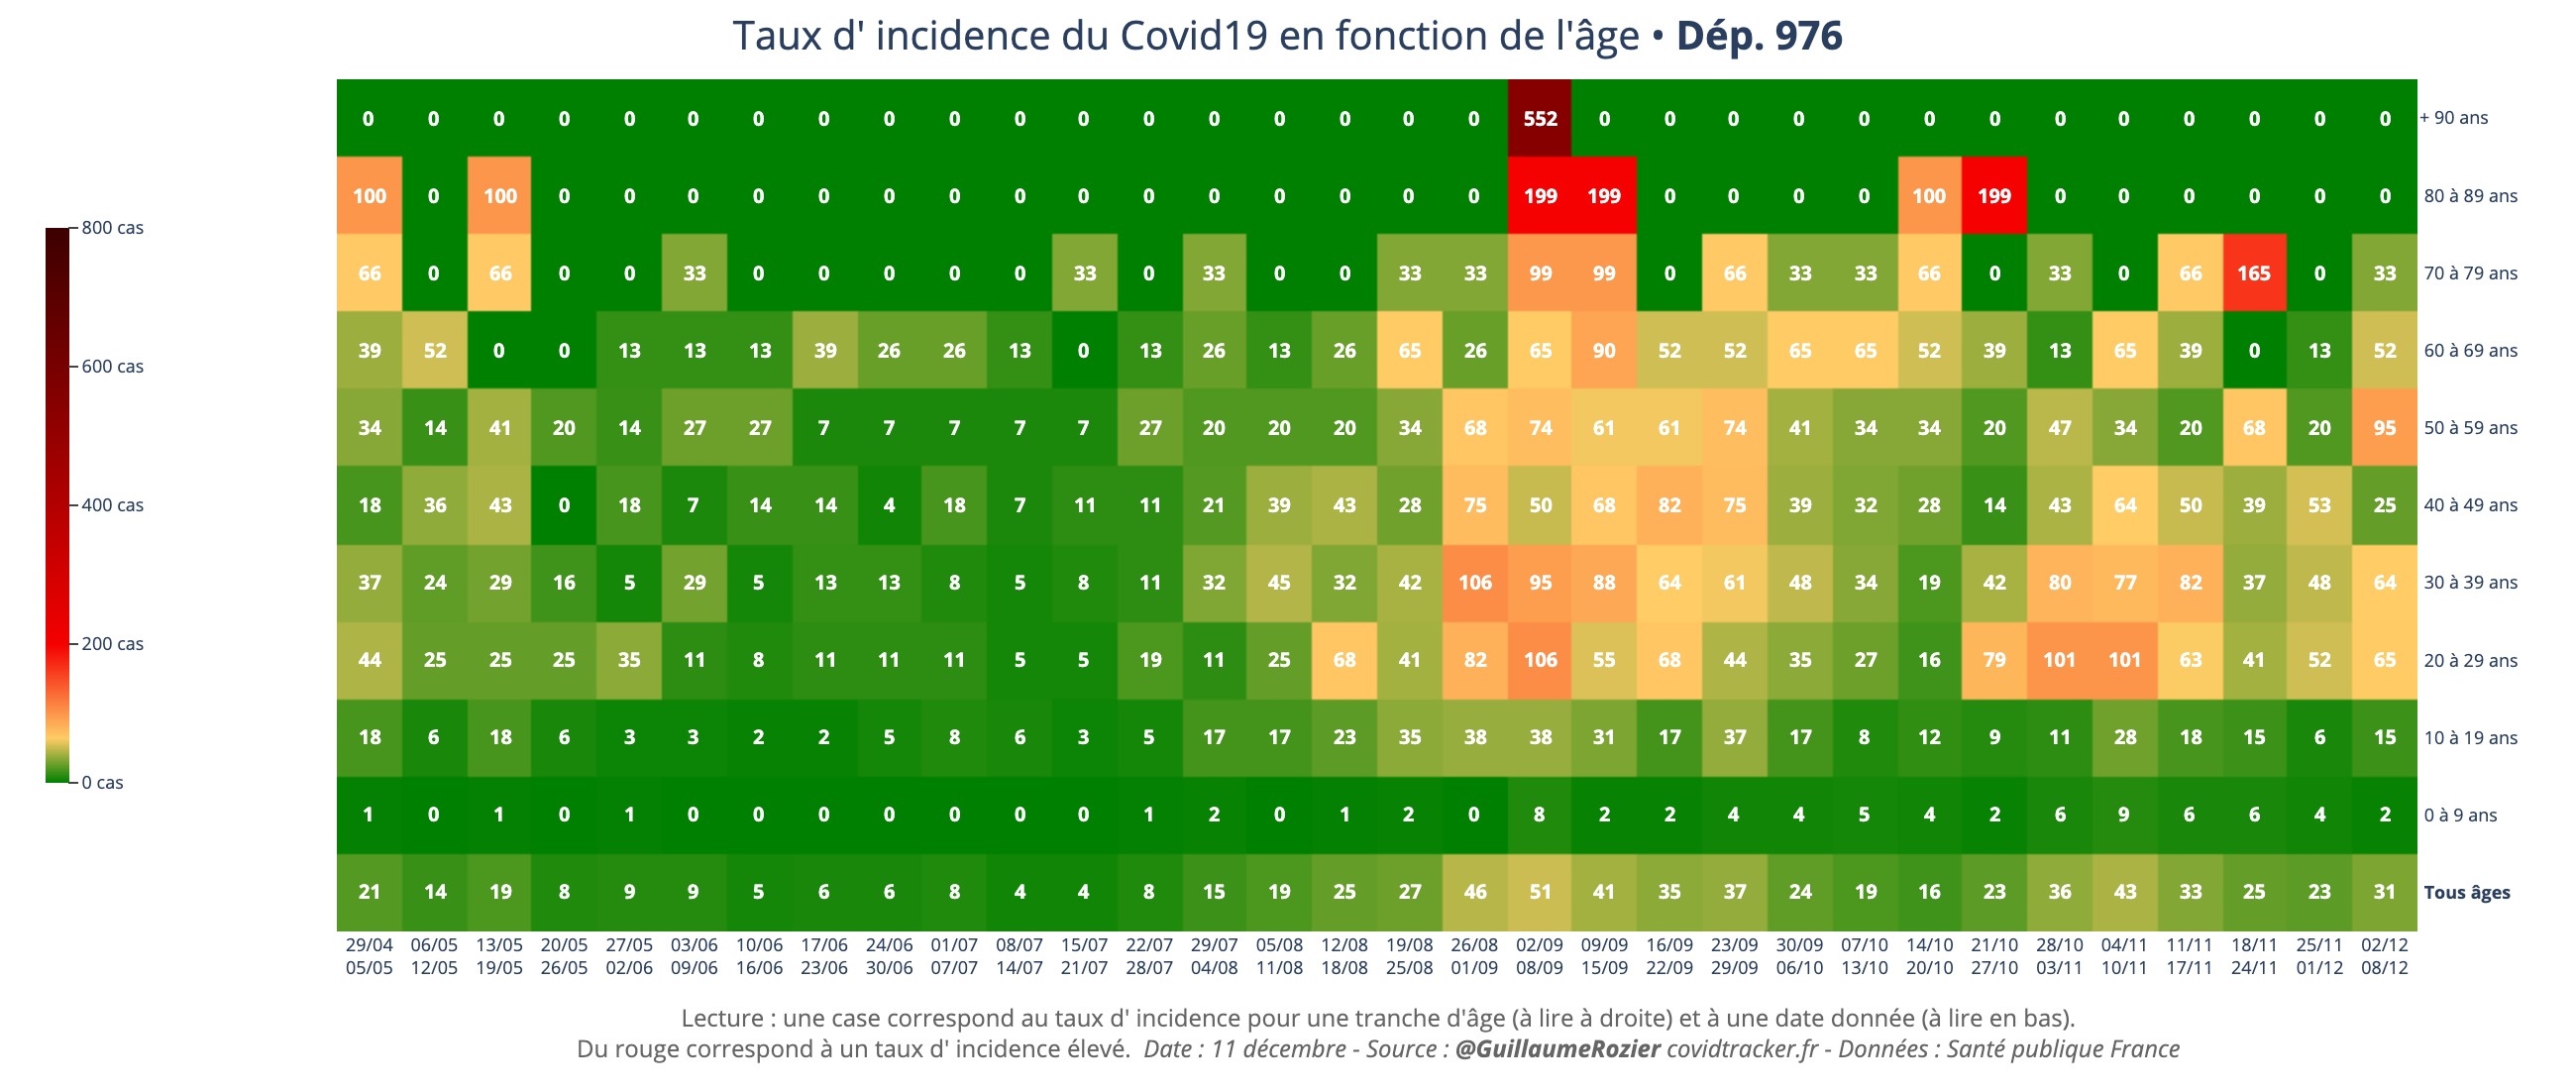 Taux d' incidence du Covid19 en fonction de l'âge • Dép. 976
800 cas
600 cas
400 cas
200 cas
0 cas
0 0 0 0 0 0 0 0 0 0 0 0 0 0 0 0 0 0 552 0 0 0 0 0 0 0 0 0 0 0 0 0 + 90 ans
100 0 100 0 0 0 0 0 0 0 0 0 0 0 0 0 0 0 199 199 0 0 0 0 100 199 0 0 0 0 0 0 80 à 89 ans
66 0 66 0 0 33 0 0 0 0 0 33 0 33 0 0 33 33 99 99 0 66 33 33 66 0 33 0 66 165 0 33 70 à 79 ans
39 52 0 0 13 13 13 39 26 26 13 0 13 26 13 26 65 26 65 90 52 52 65 65 52 39 13 65 39 0 13 52 60 à 69 ans
34 14 41 20 14 27 27 7 7 7 7 7 27 20 20 20 34 68 74 61 61 74 41 34 34 20 47 34 20 68 20 95 50 à 59 ans
18 36 43 0 18 7 14 14 4 18 7 11 11 21 39 43 28 75 50 68 82 75 39 32 28 14 43 64 50 39 53 25 40 à 49 ans
37 24 29 16 5 29 5 13 13 8 5 8 11 32 45 32 42 106 95 88 64 61 48 34 19 42 80 77 82 37 48 64 30 à 39 ans
44 25 25 25 35 11 8 11 11 11 5 5 19 11 25 68 41 82 106 55 68 44 35 27 16 79 101 101 63 41 52 65 20 à 29 ans
18 6 18 6 3 3 2 2 5 8 6 3 5 17 17 23 35 38 38 31 17 37 17 8 12 9 11 28 18 15 6 15 10 à 19 ans
1 0 1 0 1 0 0 0 0 0 0 0 1 2 0 1 2 0 8 2 2 4 4 5 4 2 6 9 6 6 4 2 0 à 9 ans
21 14 19 8 9 9 5 6 6 8 4 4 8 15 19 25 27 46 51 41 35 37 24 19 16 23 36 43 33 25 23 31 Tous âges
29/04 06/05 13/05 20/05 27/05 03/06 10/06 17/06 24/06 01/07 08/07 15/07 22/07 29/07 05/08 12/08 19/08 26/08 02/09 09/09 16/09 23/09 30/09 07/10 14/10 21/10 28/10 04/11 11/11 18/11 25/11 02/12
05/05 12/05 19/05 26/05 02/06 09/06 16/06 23/06 30/06 07/07 14/07 21/07 28/07 04/08 11/08 18/08 25/08 01/09 08/09 15/09 22/09 29/09 06/10 13/10 20/10 27/10 03/11 10/11 17/11 24/11 01/12 08/12
Lecture : une case correspond au taux d' incidence pour une tranche d'âge (à lire à droite) et à une date donnée (à lire en bas).
Du rouge correspond à un taux d' incidence élevé. Date : 11 décembre - Source : @GuillaumeRozier covidtracker.fr - Données : Santé publique France